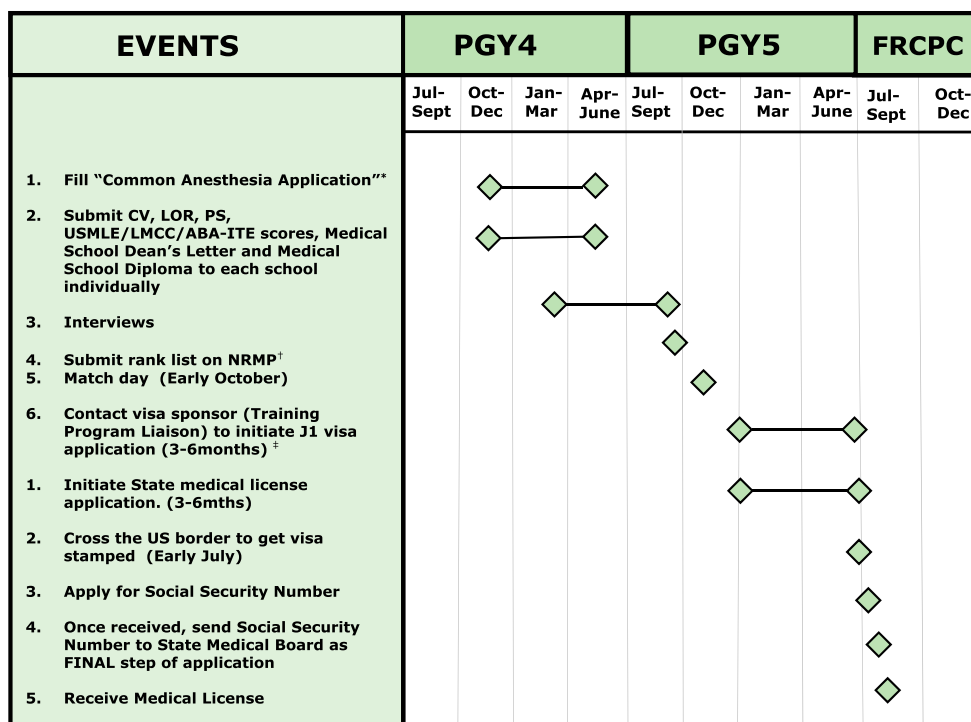 EVENTS
PGY4
PGY5
FRCPC
Jul-
Sept
Oct-
Dec
Jan-
Mar
Apr-
June
Jul-
Sept
Oct-
Dec
Jan-
Mar
Apr-
June
Jul-
Sept
Oct-
Dec
1. Fill “Common Anesthesia Application”*
2. Submit CV, LOR, PS,
USMLE/LMCC/ABA-ITE scores, Medical
School Dean’s Letter and Medical
School Diploma to each school
individually
3. Interviews
4. Submit rank list on NRMP†
5. Match day (Early October)
6. Contact visa sponsor (Training
Program Liaison) to initiate J1 visa
application (3-6months) ‡
1. Initiate State medical license
application. (3-6mths)
2. Cross the US border to get visa
stamped (Early July)
3. Apply for Social Security Number
4. Once received, send Social Security
Number to State Medical Board as
FINAL step of application
5. Receive Medical License